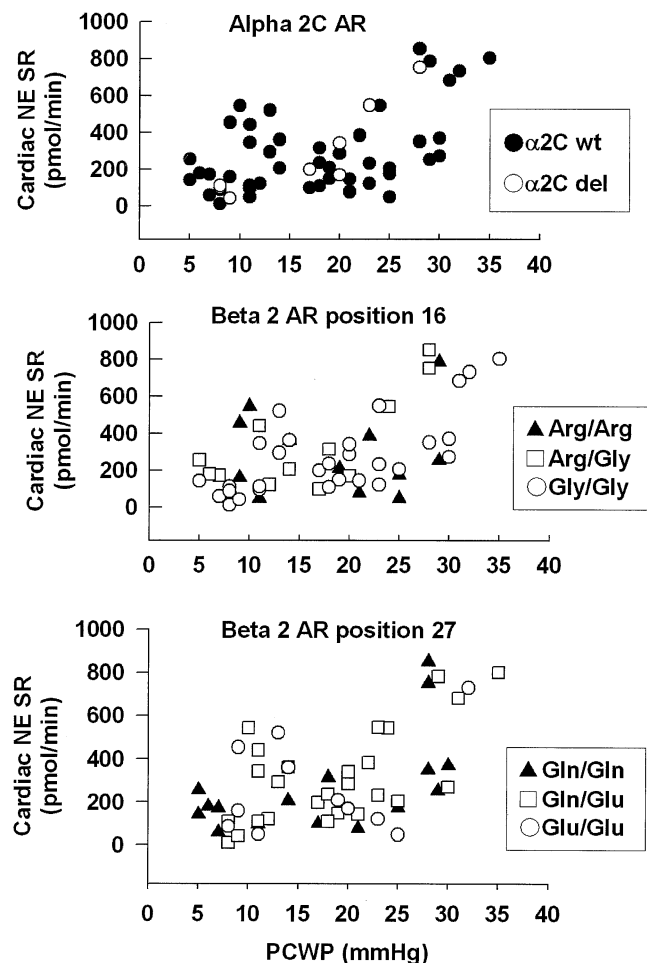 Alpha 2C AR
Cardiac NE SR
(pmol/min)
1000
800
600
400
200
0
0 5 10 15 20 25 30 35 40
α2C wt
α2C del
Beta 2 AR position 16
Cardiac NE SR
(pmol/min)
1000
800
600
400
200
0
0 5 10 15 20 25 30 35 40
Arg/Arg
Arg/Gly
Gly/Gly
Beta 2 AR position 27
Cardiac NE SR
(pmol/min)
1000
800
600
400
200
0
0 5 10 15 20 25 30 35 40
Gln/Gln
Gln/Glu
Glu/Glu
PCWP (mmHg)